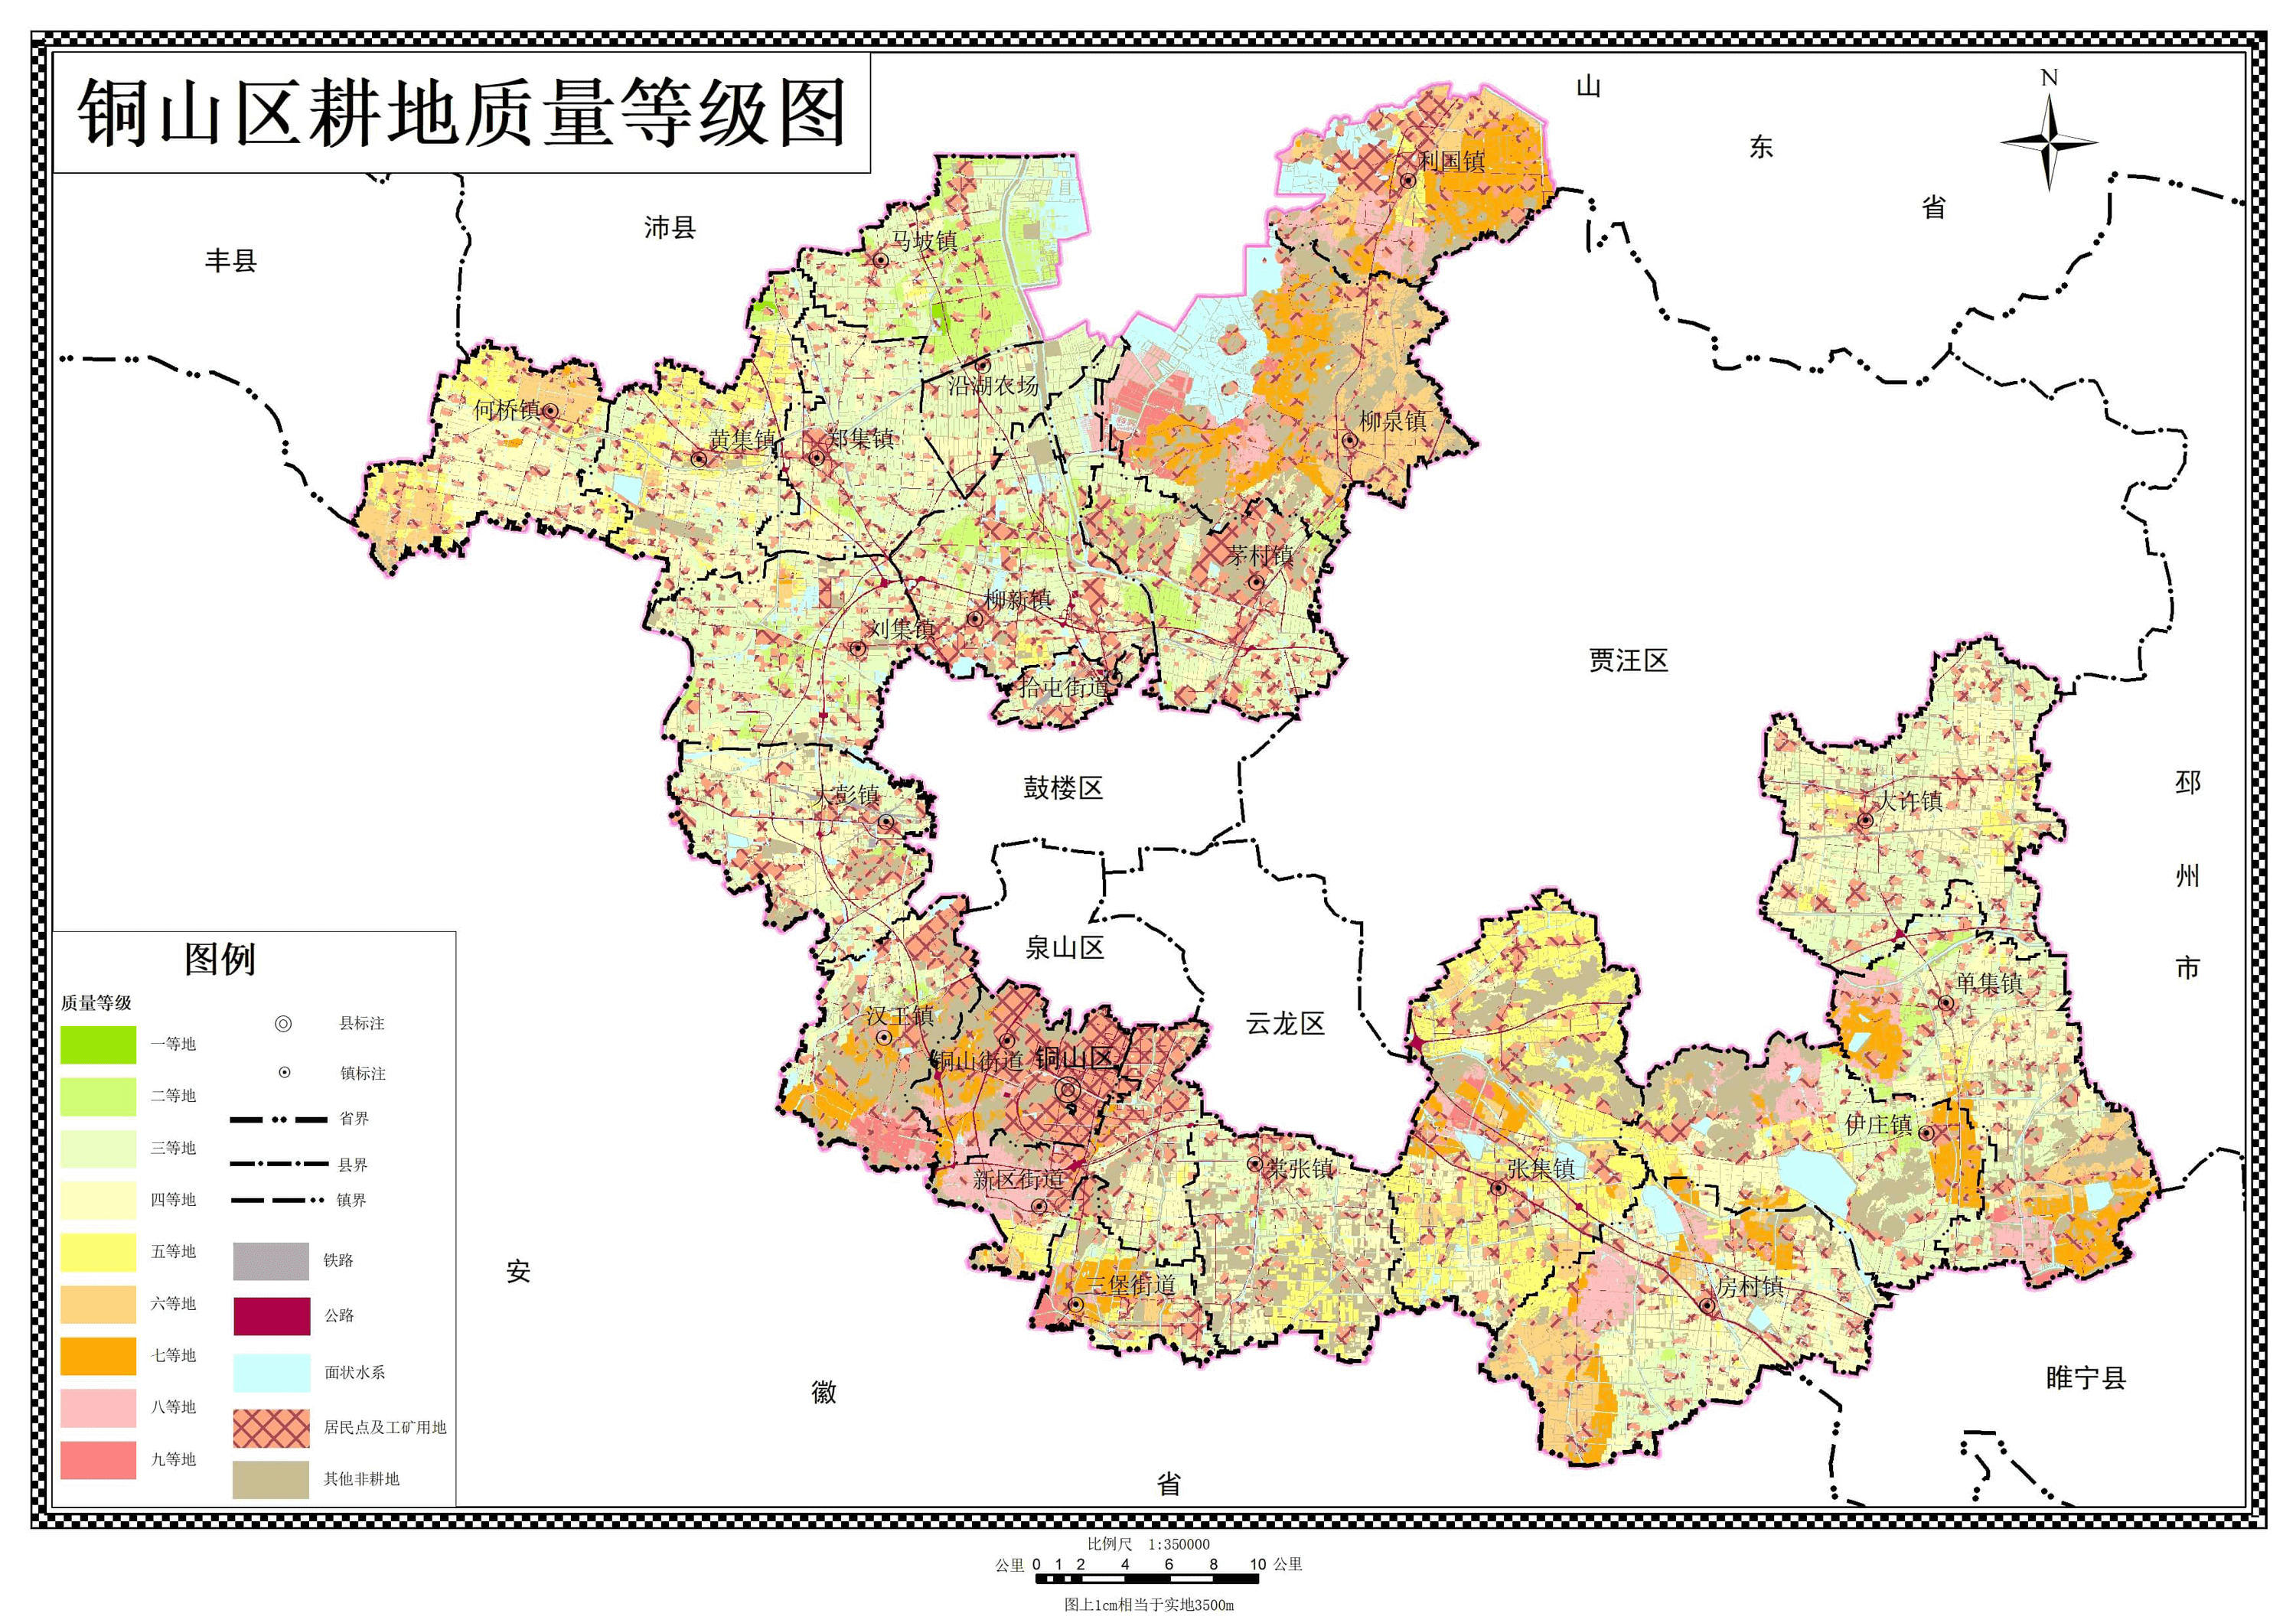 铜山区耕地质量等级图
N
山
东
省
丰县
沛县
利国镇
马坡镇
沿湖农场
何桥镇
黄集镇
郑集镇
柳泉镇
茅村镇
柳新镇
刘集镇
拾屯街道
贾汪区
鼓楼区
大彭镇
大许镇
邳
州
市
泉山区
云龙区
单集镇
汉王镇
铜山街道
铜山区
伊庄镇
新区街道
棠张镇
张集镇
三堡街道
房村镇
安
徽
省
睢宁县
图例
质量等级
一等地
二等地
三等地
四等地
五等地
六等地
七等地
八等地
九等地
县标注
镇标注
省界
县界
镇界
铁路
公路
面状水系
居民点及工矿用地
其他非耕地
比例尺 1:350000
公里 0 1 2 4 6 8 10 公里
图上1cm相当于实地3500m